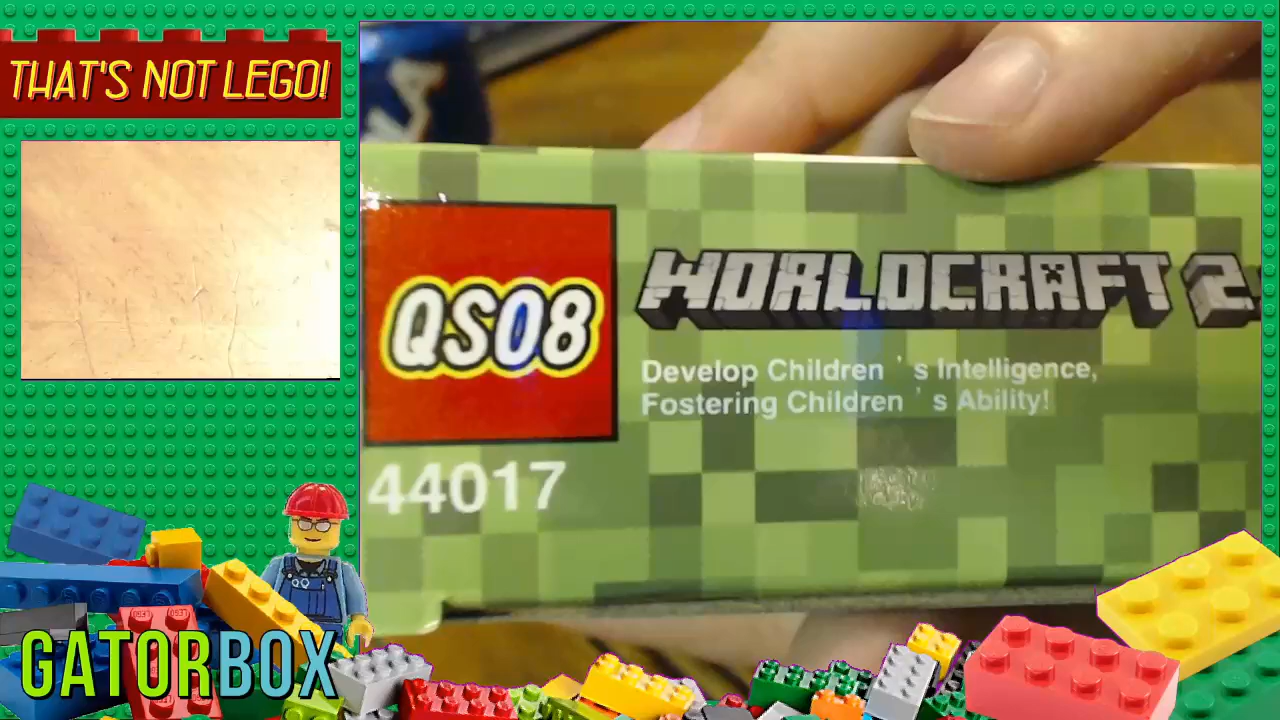 THAT'S NOT LEGO!
QS08
WORLDCRAFT 2
Develop Children 's Intelligence,
Fostering Children 's Ability!
44017
GATORBOX